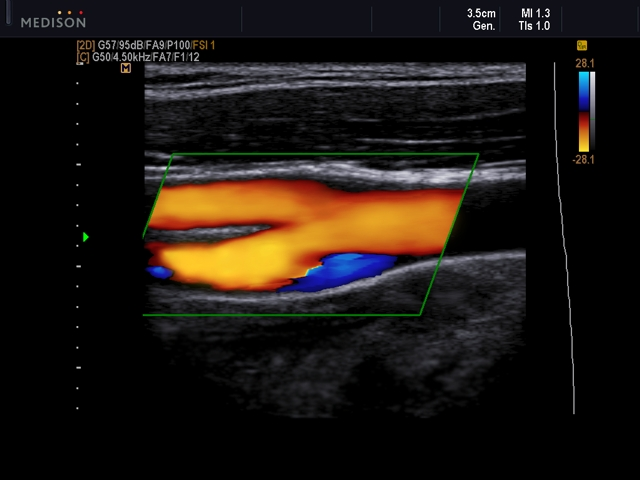 MEDISON
3.5cm MI 1.3
Gen. TIs 1.0
[2D] G57/95dB/FA9/P100/FSI 1
[C] G50/4.50kHz/FA7/F1/12
M
28.1
-28.1